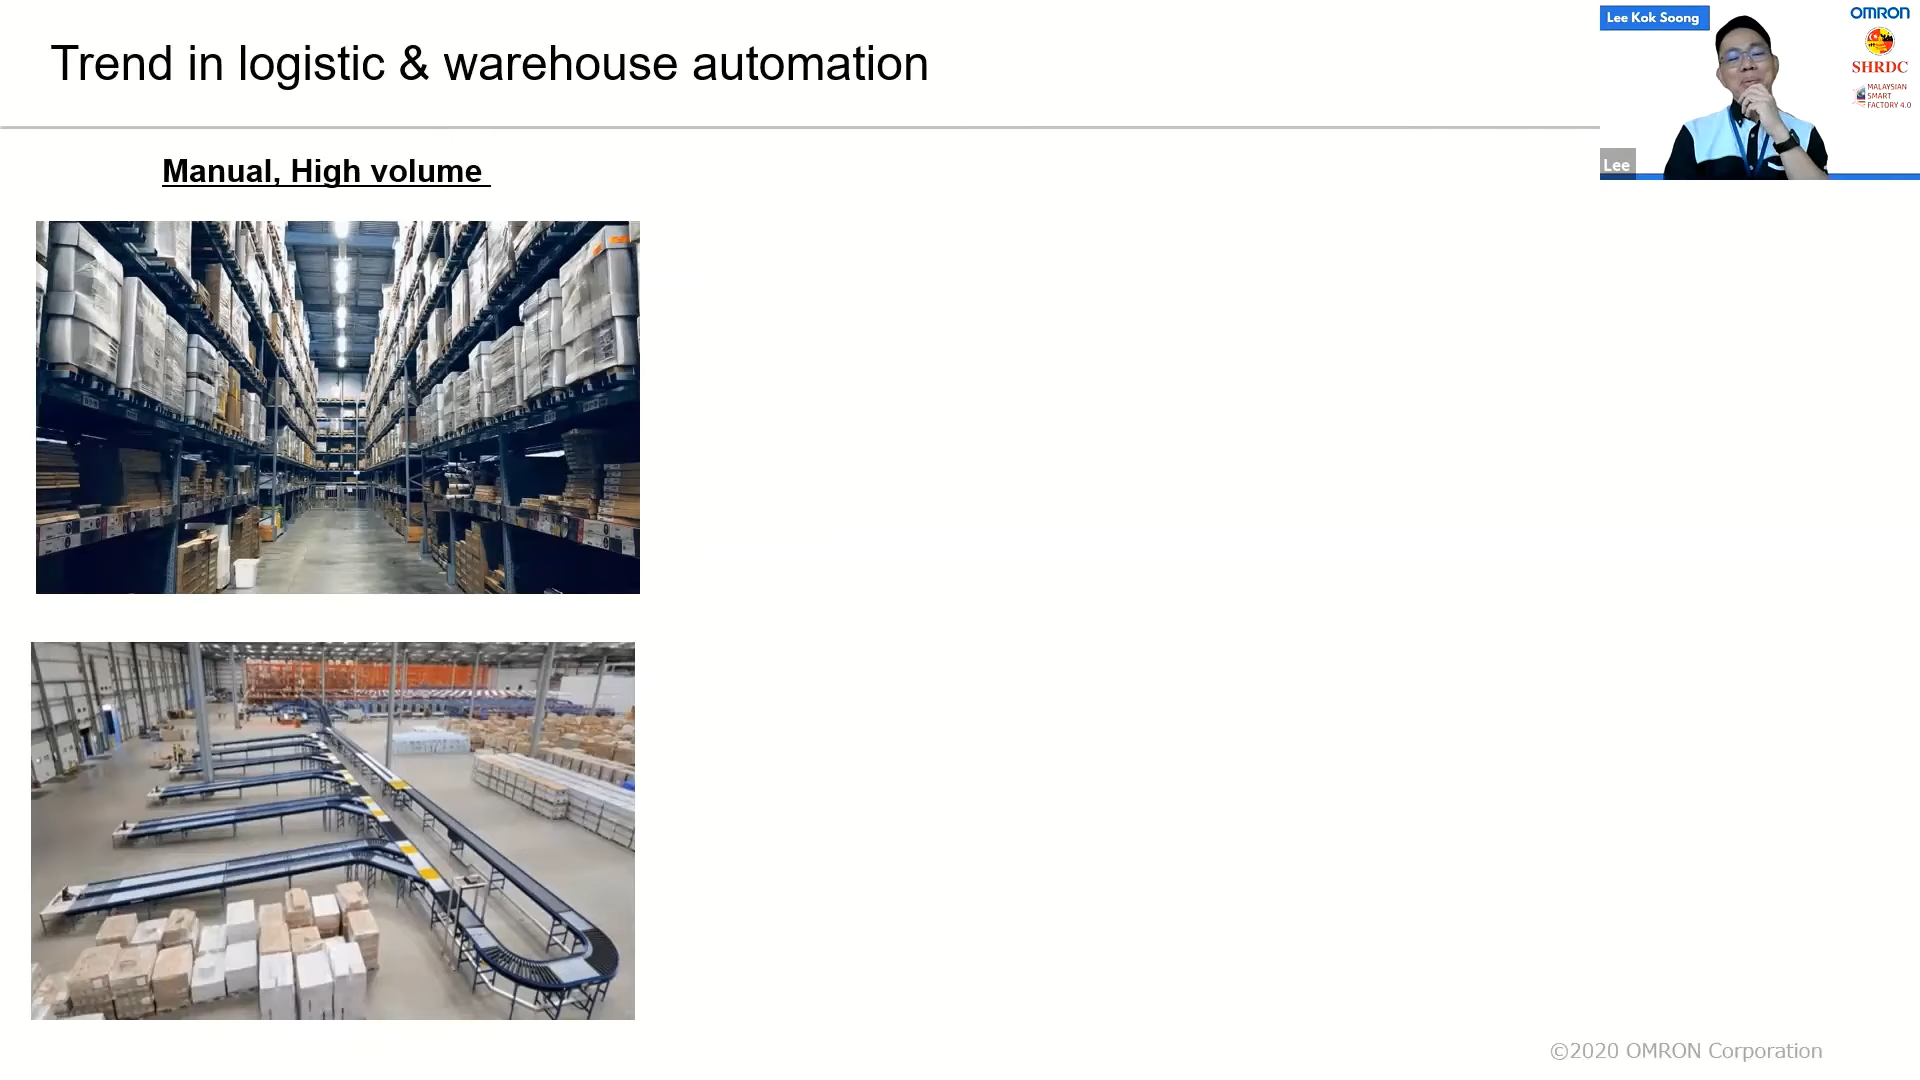 Trend in logistic & warehouse automation
Lee Kok Soong
OMRON
SHRDC
MALAYSIAN
SMART
FACTORY 4.0
Lee
Manual, High volume
©2020 OMRON Corporation